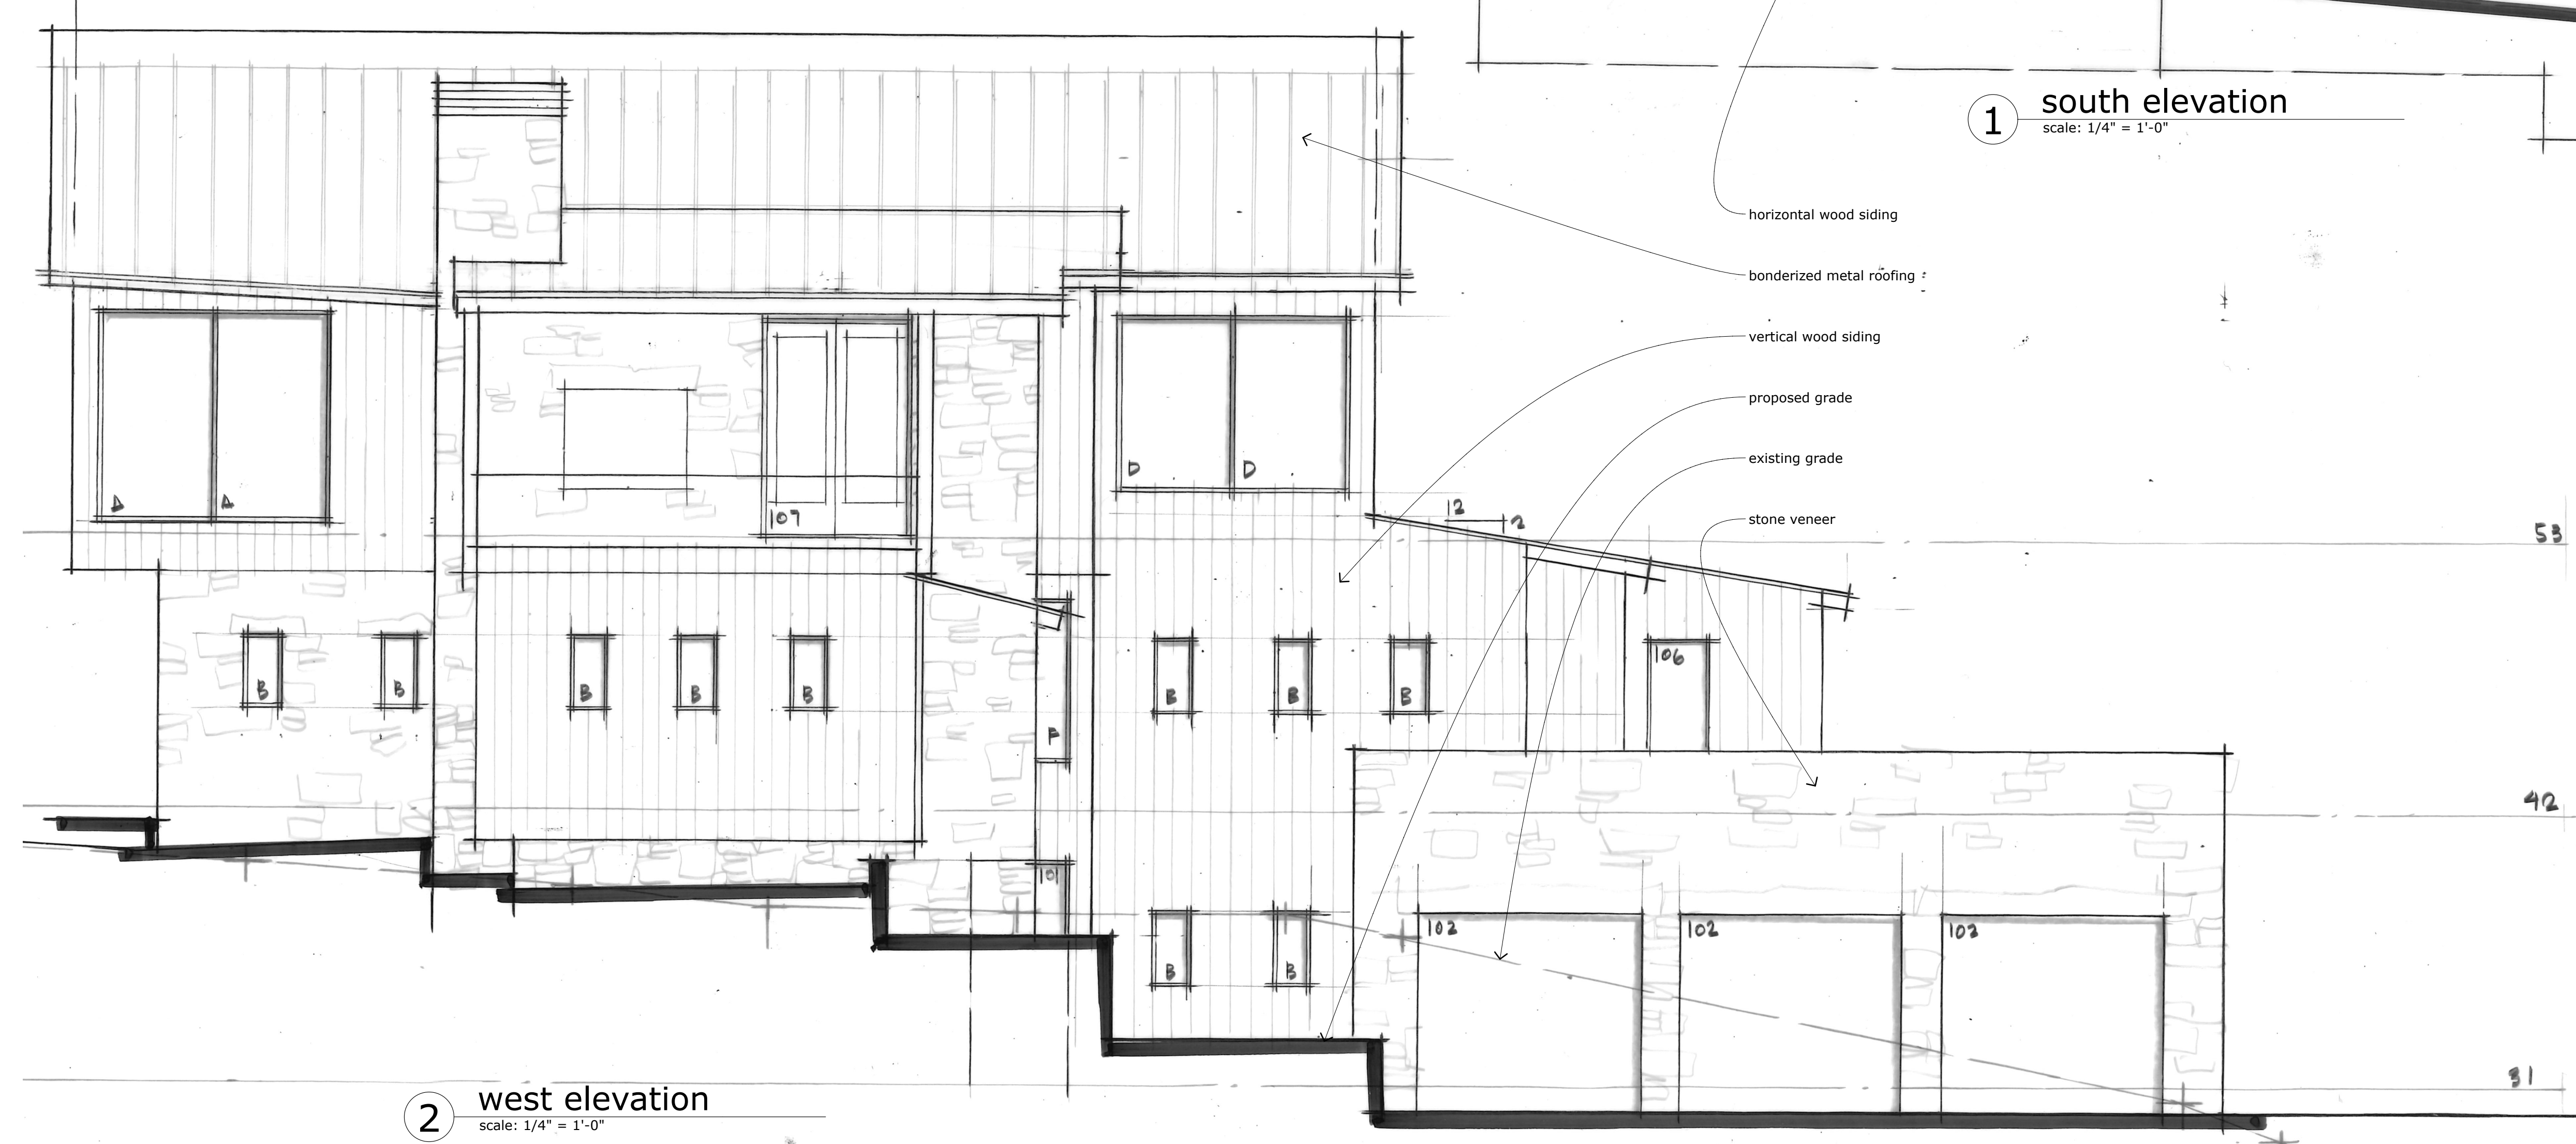 1
south elevation
scale: 1/4" = 1'-0"
horizontal wood siding
bonderized metal roofing
vertical wood siding
proposed grade
existing grade
stone veneer
A
A
107
D
D
12
2
53
B
B
B
B
B
B
B
B
106
F
42
101
102
102
102
B
B
31
2
west elevation
scale: 1/4" = 1'-0"